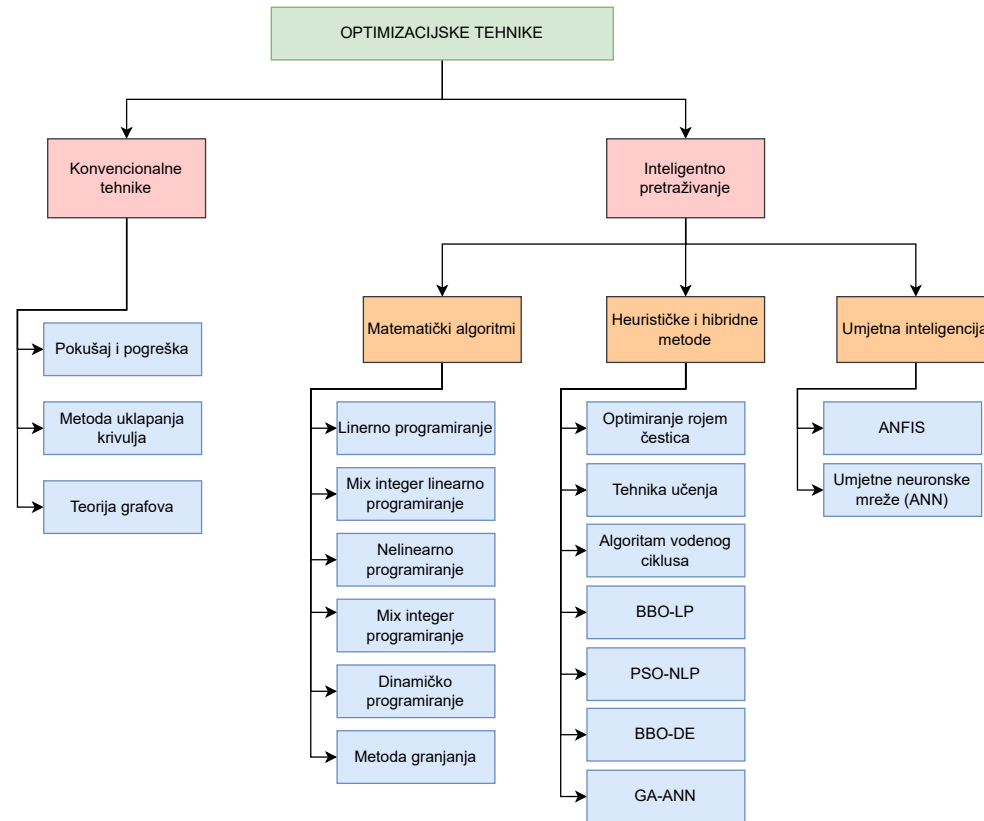 OPTIMIZACIJSKE TEHNIKE
Konvencionalne
tehnike
Inteligentno
pretraživanje
Pokušaj i pogreška
Metoda uklapanja
krivulja
Teorija grafova
Matematički algoritmi
Linerno programiranje
Mix integer linearno
programiranje
Nelinearno
programiranje
Mix integer
programiranje
Dinamičko
programiranje
Metoda granjanja
Heurističke i hibridne
metode
Optimiranje rojem
čestica
Tehnika učenja
Algoritam vodenog
ciklusa
BBO-LP
PSO-NLP
BBO-DE
GA-ANN
Umjetna inteligencija
ANFIS
Umjetne neuronske
mreže (ANN)